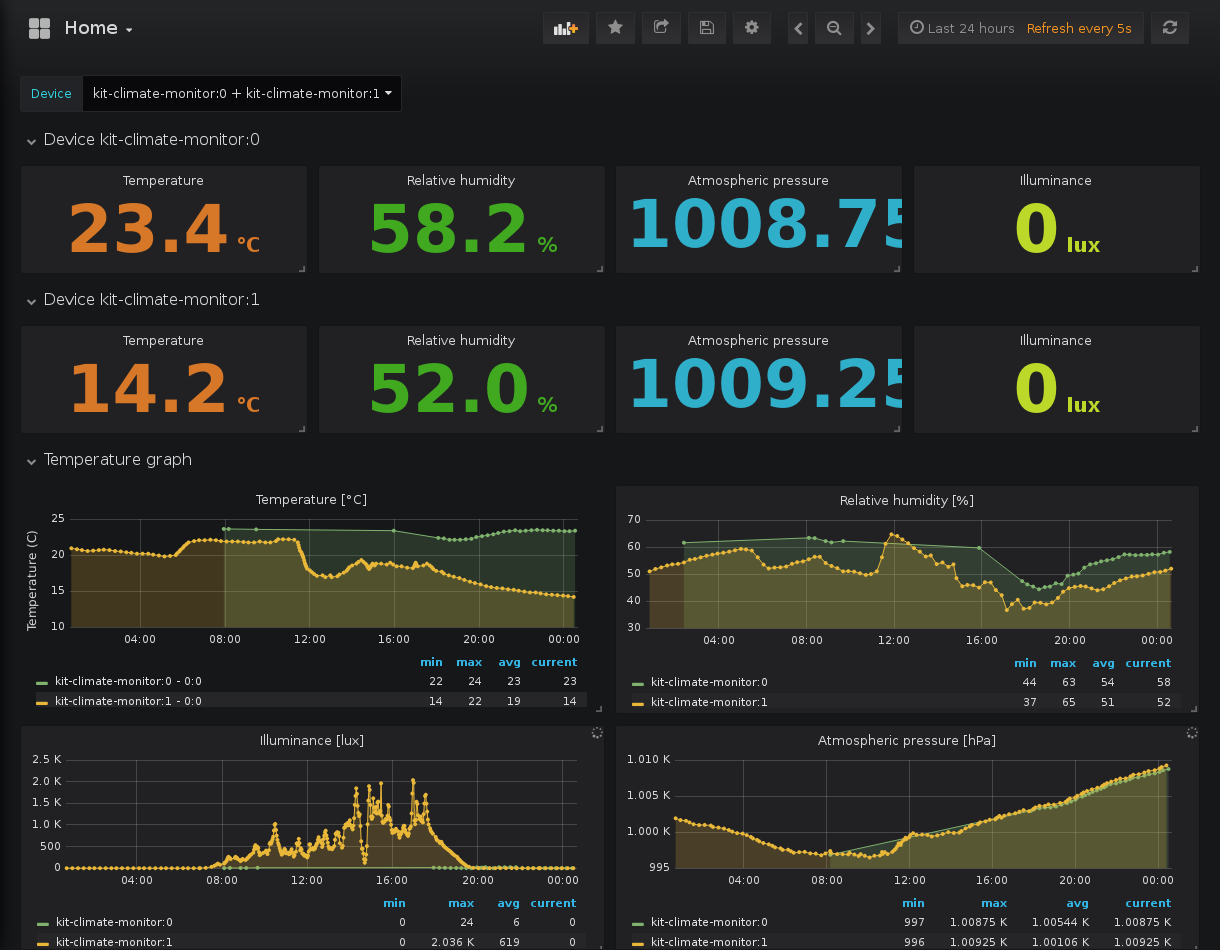 Home
Last 24 hours Refresh every 5s
Device kit-climate-monitor:0 + kit-climate-monitor:1
Device kit-climate-monitor:0
Temperature Relative humidity Atmospheric pressure Illuminance
23.4 °C 58.2 % 1008.75 0 lux
Device kit-climate-monitor:1
Temperature Relative humidity Atmospheric pressure Illuminance
14.2 °C 52.0 % 1009.25 0 lux
Temperature graph
Temperature [°C]
Temperature (C)
25
20
15
10
04:00 08:00 12:00 16:00 20:00 00:00
min max avg current
kit-climate-monitor:0 - 0:0 22 24 23 23
kit-climate-monitor:1 - 0:0 14 22 19 14
Relative humidity [%]
70
60
50
40
30
04:00 08:00 12:00 16:00 20:00 00:00
min max avg current
kit-climate-monitor:0 44 63 54 58
kit-climate-monitor:1 37 65 51 52
Illuminance [lux]
2.5 K
2.0 K
1.5 K
1.0 K
500
0
04:00 08:00 12:00 16:00 20:00 00:00
min max avg current
kit-climate-monitor:0 0 24 6 0
kit-climate-monitor:1 0 2.036 K 619 0
Atmospheric pressure [hPa]
1.010 K
1.005 K
1.000 K
995
04:00 08:00 12:00 16:00 20:00 00:00
min max avg current
kit-climate-monitor:0 997 1.00875 K 1.00544 K 1.00875 K
kit-climate-monitor:1 996 1.00925 K 1.00106 K 1.00925 K